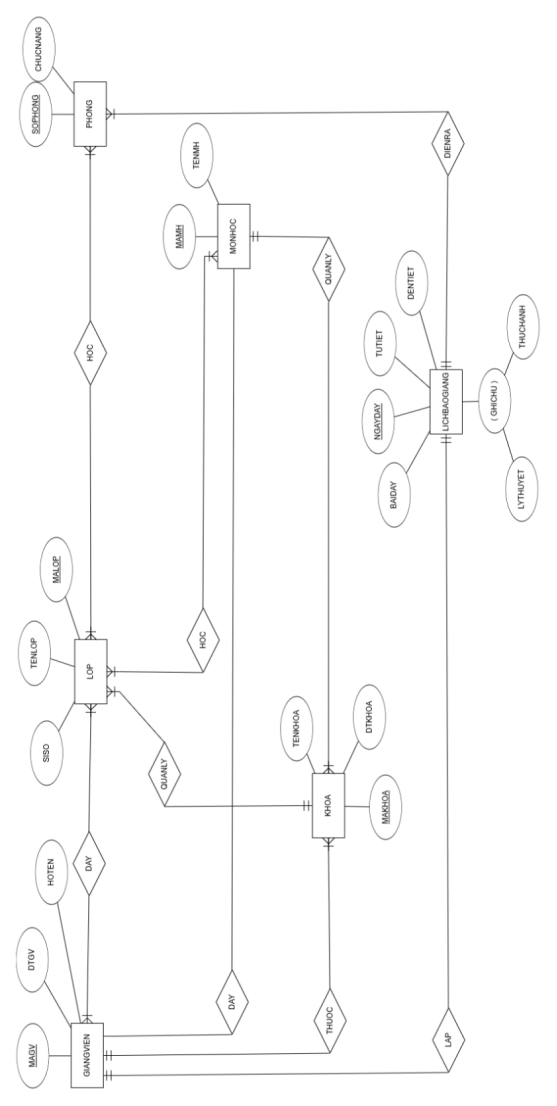 MAGV
DTGV
HOTEN
SISO
TENLOP
MALOP
SOPHONG
CHUCNANG
GIANGVIEN
DAY
LOP
HOC
PHONG
QUANLY
HOC
MAMH
TENMH
MONHOC
DAY
TENKHOA
THUOC
KHOA
QUANLY
MAKHOA
DTKHOA
BAIDAY
NGAYDAY
TUTIET
DENTIET
LAP
LICHBAOGIANG
DIENRA
( GHICHU )
LYTHUYET
THUCHANH